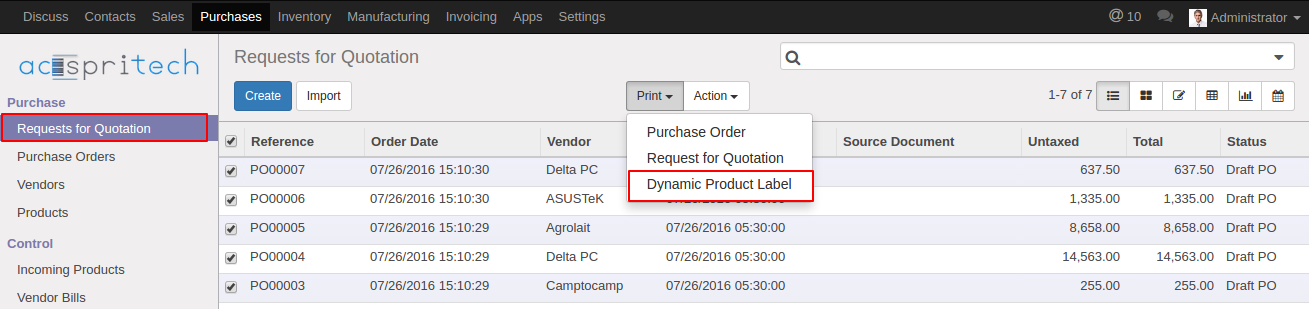 Discuss Contacts Sales Purchases Inventory Manufacturing Invoicing Apps Settings @ 10 Administrator
acespritech
Requests for Quotation
Create Import Print Action 1-7 of 7
Purchase
Requests for Quotation
Purchase Orders
Vendors
Products
Control
Incoming Products
Vendor Bills
Purchase Order
Request for Quotation
Dynamic Product Label
Reference Order Date Vendor Source Document Untaxed Total Status
PO00007 07/26/2016 15:10:30 Delta PC 637.50 637.50 Draft PO
PO00006 07/26/2016 15:10:30 ASUSTeK 1,335.00 1,335.00 Draft PO
PO00005 07/26/2016 15:10:29 Agrolait 07/26/2016 05:30:00 8,658.00 8,658.00 Draft PO
PO00004 07/26/2016 15:10:29 Delta PC 07/26/2016 05:30:00 14,563.00 14,563.00 Draft PO
PO00003 07/26/2016 15:10:29 Camptocamp 07/26/2016 05:30:00 255.00 255.00 Draft PO